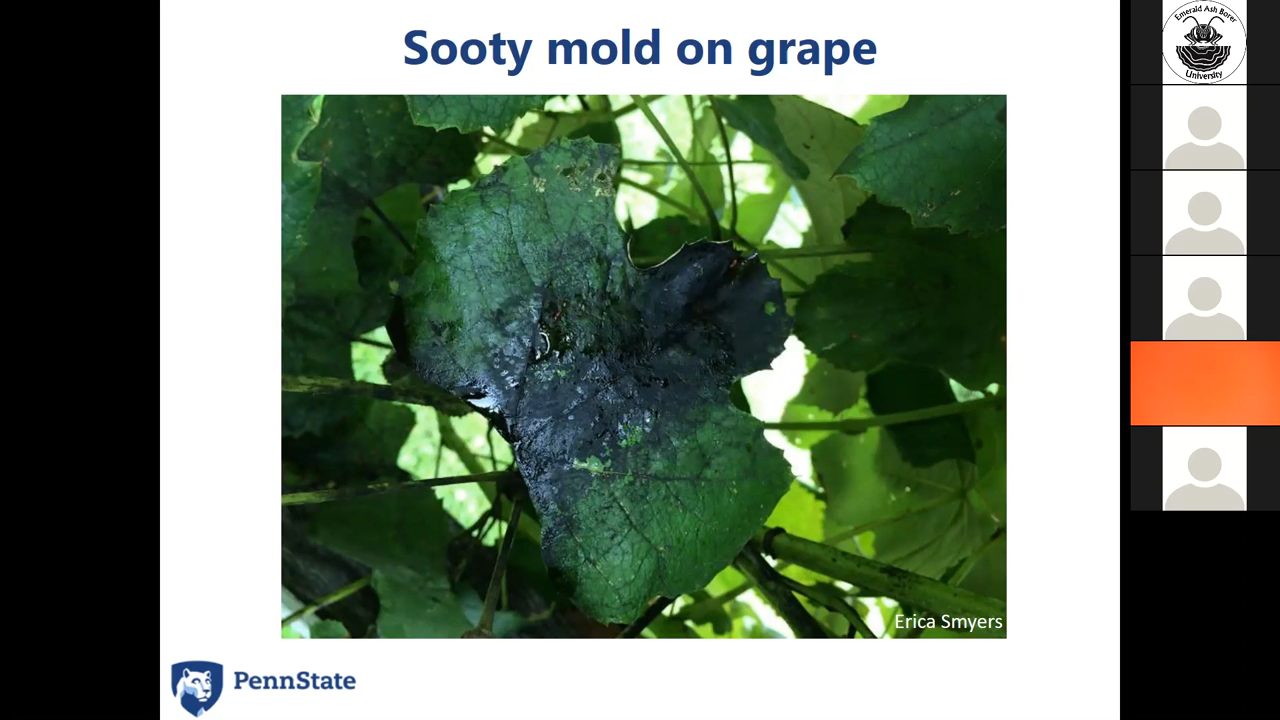 Sooty mold on grape
Emerald Ash Borer
University
Erica Smyers
PennState